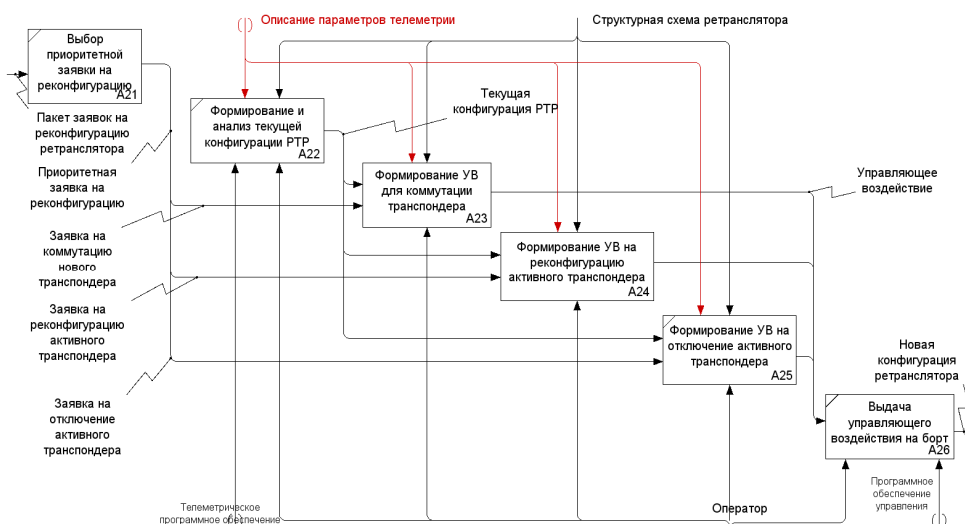 Описание параметров телеметрии
Структурная схема ретранслятора
Выбор
приоритетной
заявки на
реконфигурацию
A21
Пакет заявок на
реконфигурацию
ретранслятора
Формирование и
анализ текущей
конфигурации РТР
A22
Текущая
конфигурация РТР
Приоритетная
заявка на
реконфигурацию
Формирование УВ
для коммутации
транспондера
A23
Управляющее
воздействие
Заявка на
коммутацию
нового
транспондера
Формирование УВ на
реконфигурацию
активного транспондера
A24
Заявка на
реконфигурацию
активного
транспондера
Формирование УВ на
отключение активного
транспондера
A25
Новая
конфигурация
ретранслятора
Заявка на
отключение
активного
транспондера
Выдача
управляющего
воздействия на борт
A26
Телеметрическое
программное обеспечение
Оператор
Программное
обеспечение
управления